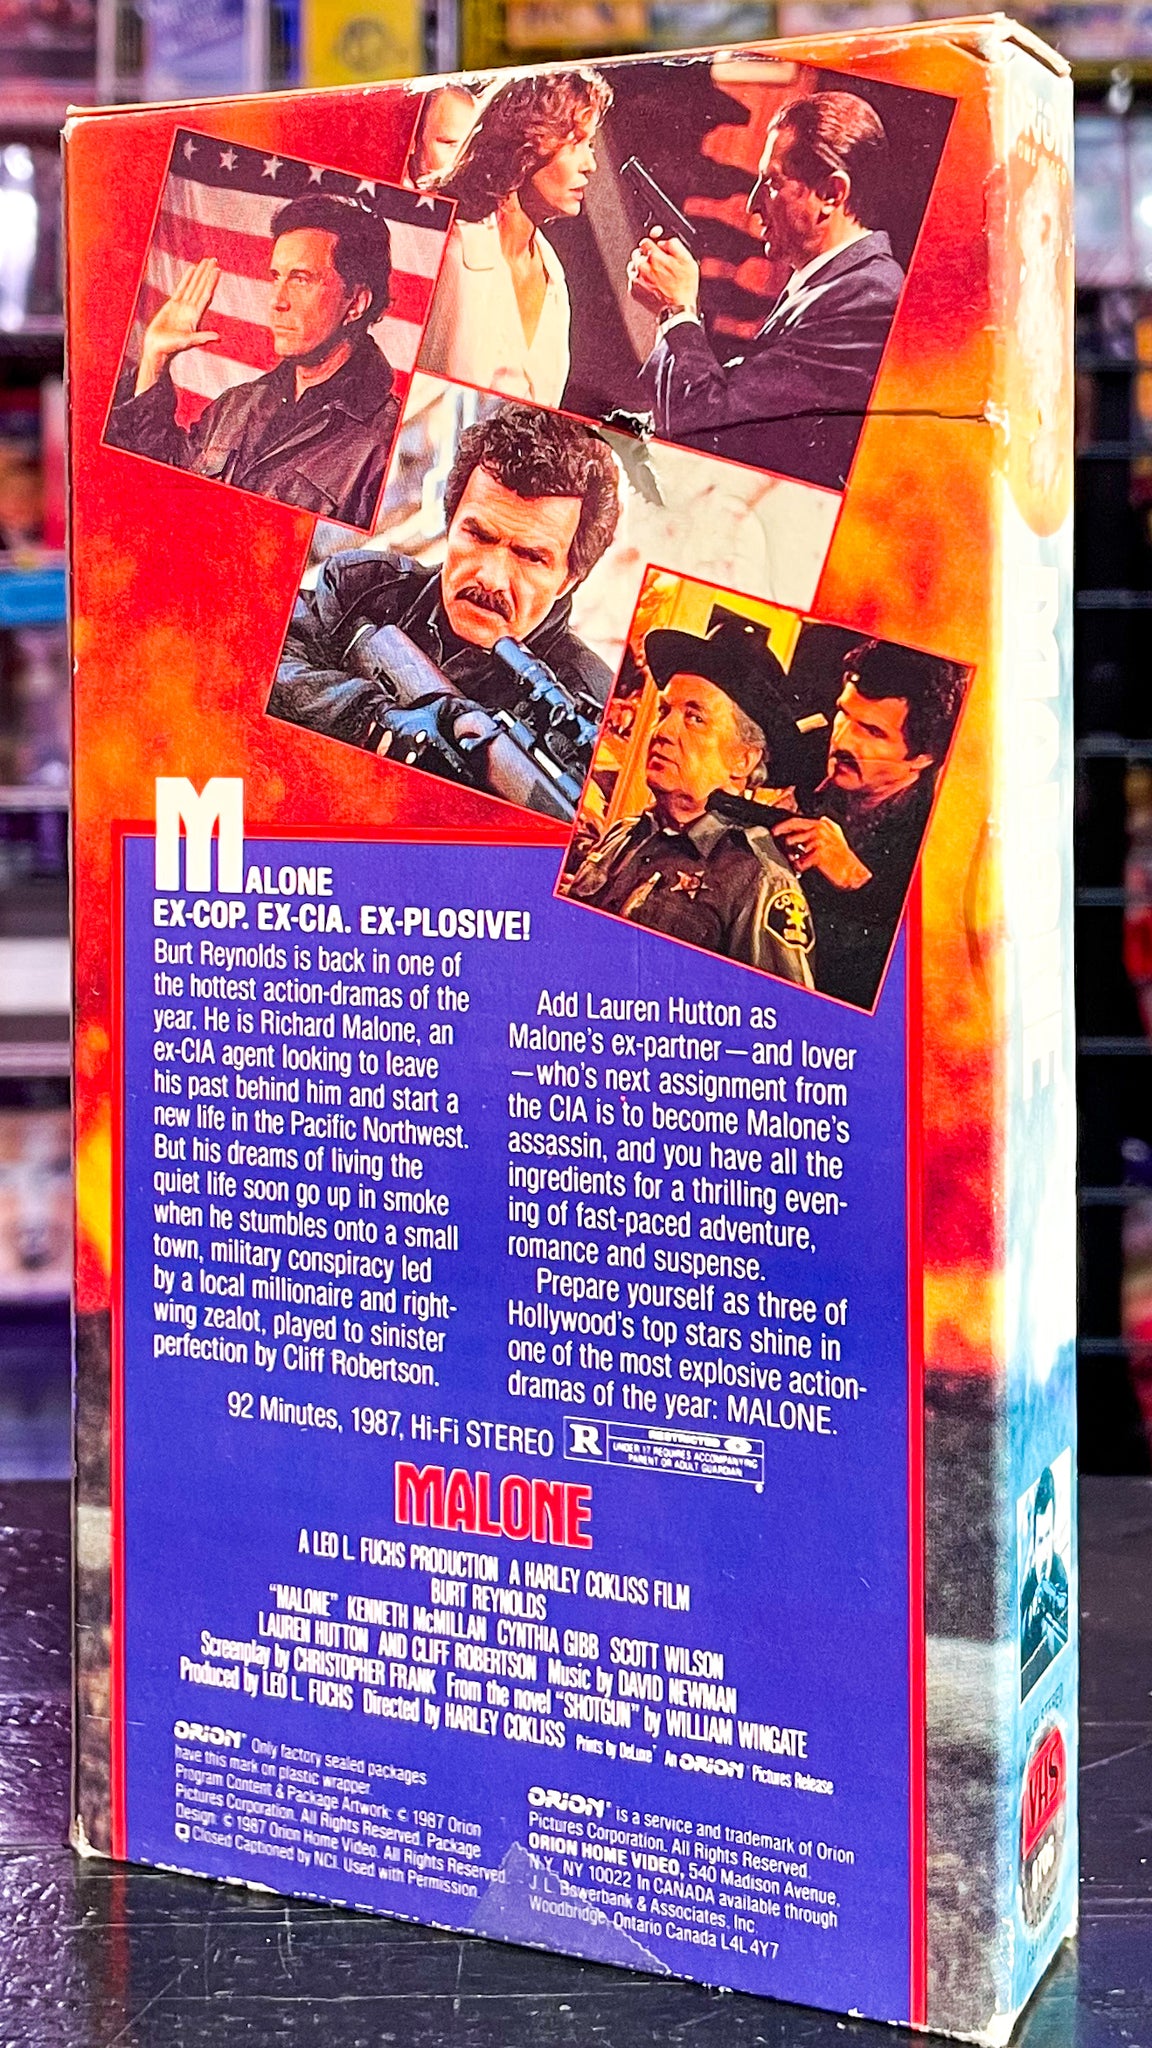 MALONE
EX-COP. EX-CIA. EX-PLOSIVE!
Burt Reynolds is back in one of
the hottest action-dramas of the
year. He is Richard Malone, an
ex-CIA agent looking to leave
his past behind him and start a
new life in the Pacific Northwest.
But his dreams of living the
quiet life soon go up in smoke
when he stumbles onto a small
town, military conspiracy led
by a local millionaire and right-
wing zealot, played to sinister
perfection by Cliff Robertson.
Add Lauren Hutton as
Malone's ex-partner—and lover
—who's next assignment from
the CIA is to become Malone's
assassin, and you have all the
ingredients for a thrilling even-
ing of fast-paced adventure,
romance and suspense.
Prepare yourself as three of
Hollywood's top stars shine in
one of the most explosive action-
dramas of the year: MALONE.
92 Minutes, 1987, Hi-Fi STEREO
R RESTRICTED
UNDER 17 REQUIRES ACCOMPANYING
PARENT OR ADULT GUARDIAN
MALONE
A LEO L. FUCHS PRODUCTION A HARLEY COKLISS FILM
BURT REYNOLDS
"MALONE" KENNETH McMILLAN CYNTHIA GIBB SCOTT WILSON
LAUREN HUTTON AND CLIFF ROBERTSON Music by DAVID NEWMAN
Screenplay by CHRISTOPHER FRANK From the novel "SHOTGUN" by WILLIAM WINGATE
Produced by LEO L. FUCHS Directed by HARLEY COKLISS Prints by DeLuxe® An ORION® Pictures Release
ORION® Only factory sealed packages
have this mark on plastic wrapper.
Program Content & Package Artwork: © 1987 Orion
Pictures Corporation. All Rights Reserved. Package
Design: © 1987 Orion Home Video. All Rights Reserved.
Closed Captioned by NCI. Used with Permission.
ORION® is a service and trademark of Orion
Pictures Corporation. All Rights Reserved.
ORION HOME VIDEO, 540 Madison Avenue,
N.Y., NY 10022 In CANADA available through
J. L. Bowerbank & Associates, Inc.
Woodbridge, Ontario Canada L4L 4Y7
ORION
MALONE
VHS